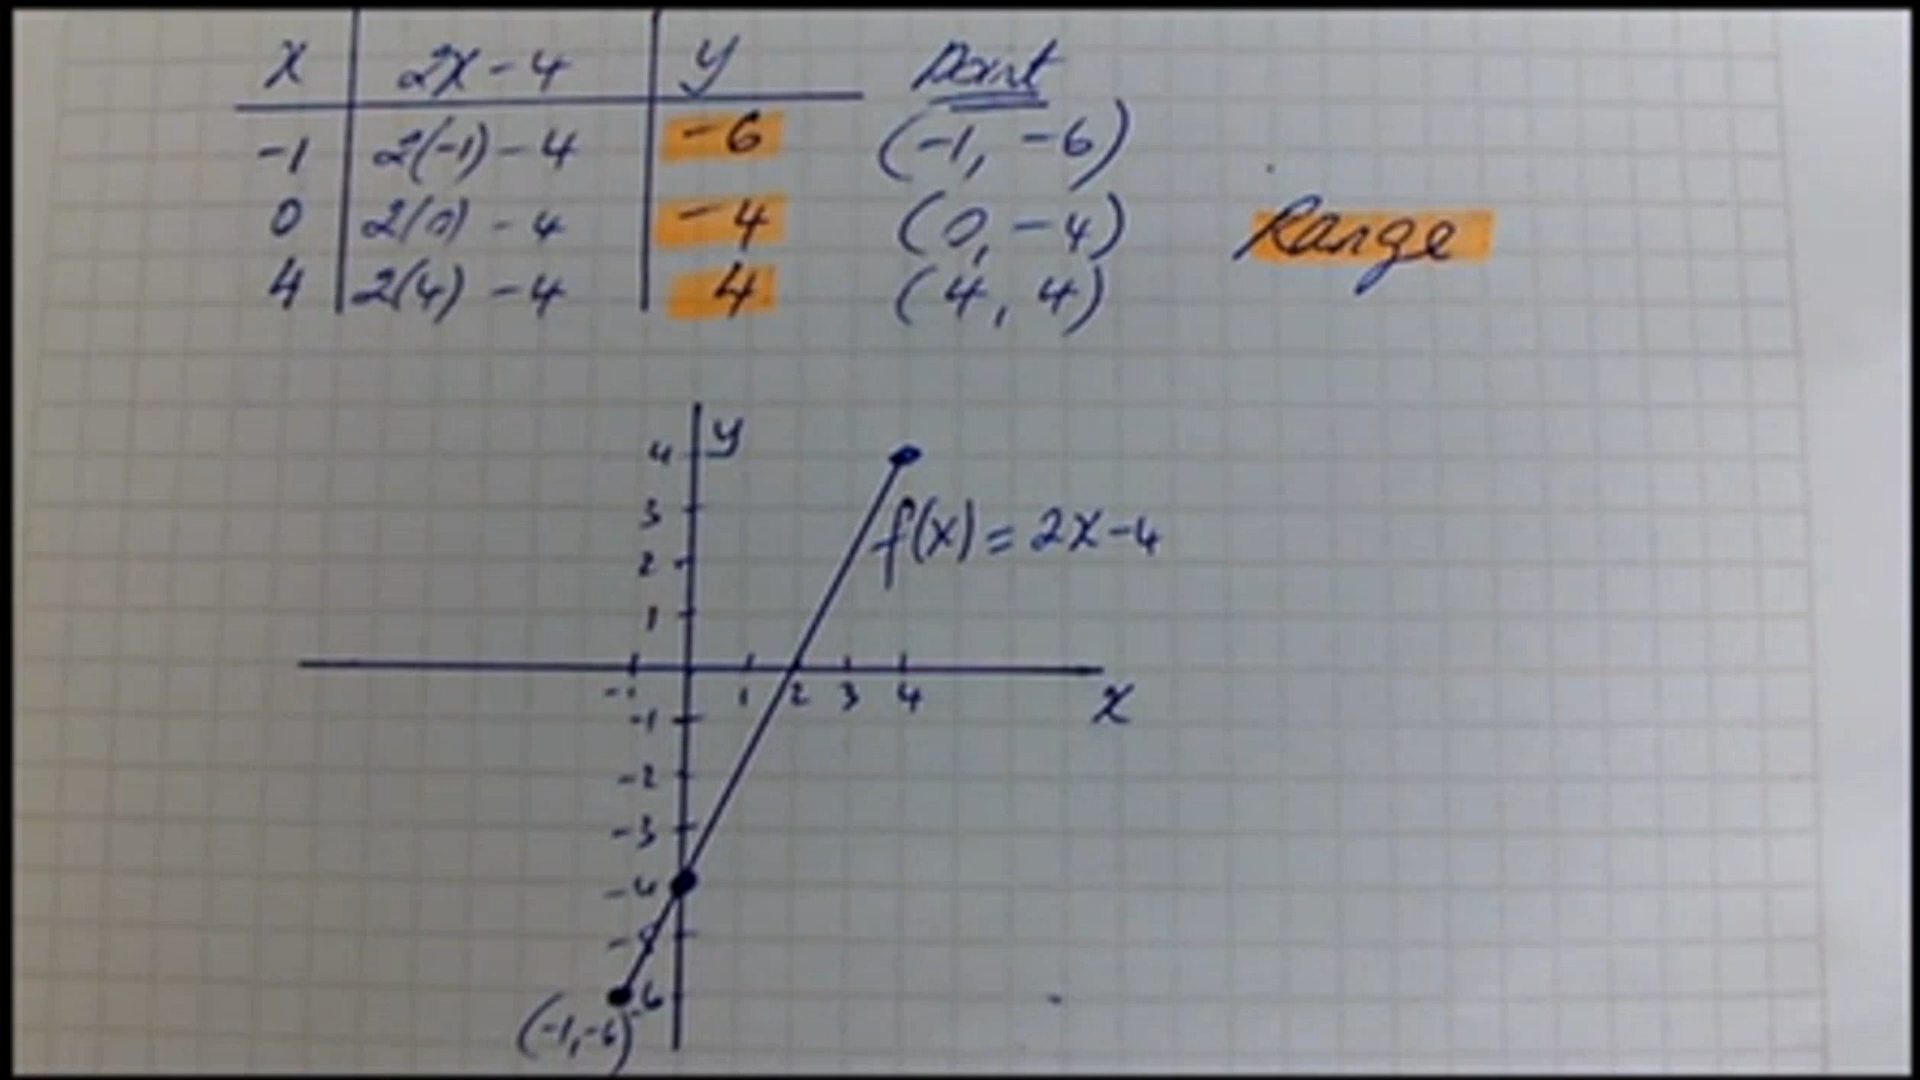 x 2x-4 y Point
-1 2(-1)-4 -6 (-1, -6)
0 2(0) - 4 -4 (0, -4) Range
4 2(4) - 4 4 (4, 4)
y
4
3
f(x) = 2x-4
2
1
-1 1 2 3 4 x
-1
-2
-3
-4
-5
-6
(-1,-6)